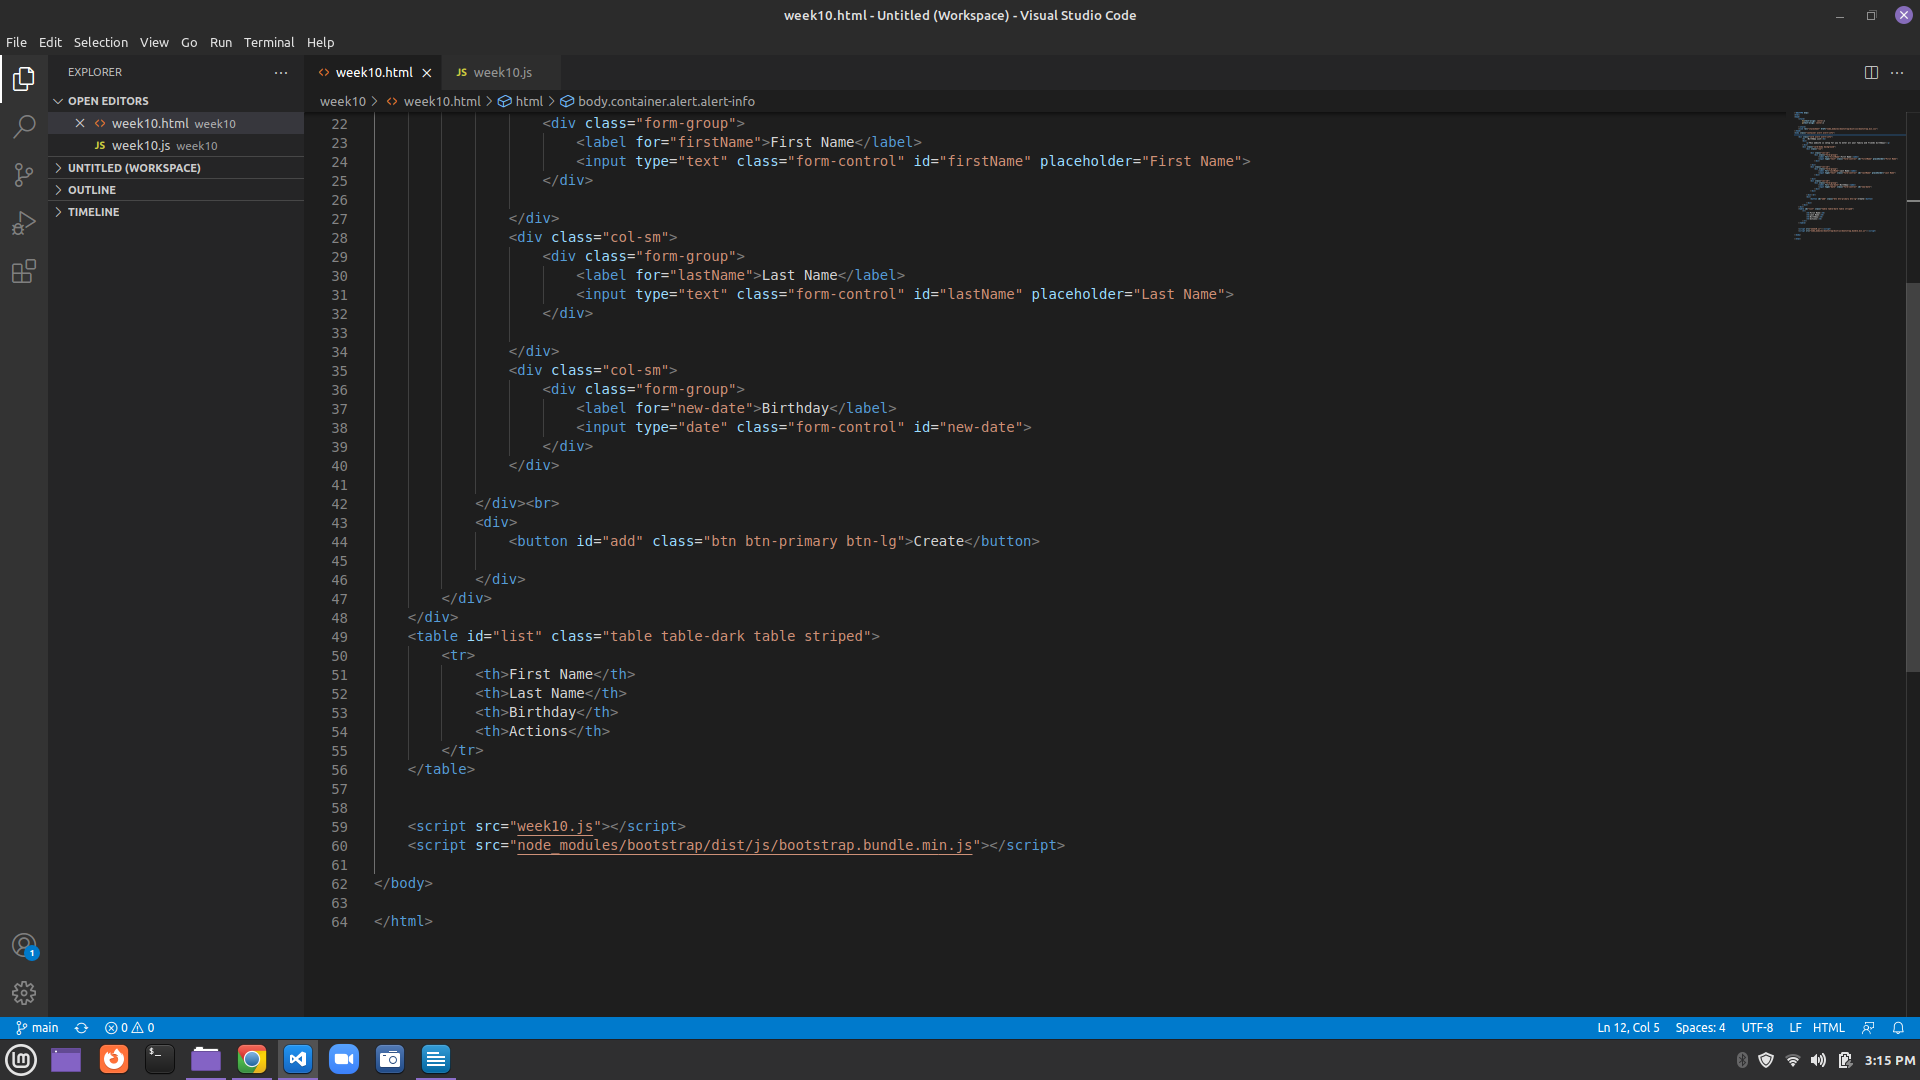 week10.html - Untitled (Workspace) - Visual Studio Code
File Edit Selection View Go Run Terminal Help
EXPLORER
OPEN EDITORS
week10.html week10
JS week10.js week10
UNTITLED (WORKSPACE)
OUTLINE
TIMELINE
week10.html
JS week10.js
week10 > week10.html > html > body.container.alert.alert-info
22 <div class="form-group">
23 <label for="firstName">First Name</label>
24 <input type="text" class="form-control" id="firstName" placeholder="First Name">
25 </div>
26
27 </div>
28 <div class="col-sm">
29 <div class="form-group">
30 <label for="lastName">Last Name</label>
31 <input type="text" class="form-control" id="lastName" placeholder="Last Name">
32 </div>
33
34 </div>
35 <div class="col-sm">
36 <div class="form-group">
37 <label for="new-date">Birthday</label>
38 <input type="date" class="form-control" id="new-date">
39 </div>
40 </div>
41
42 </div><br>
43 <div>
44 <button id="add" class="btn btn-primary btn-lg">Create</button>
45
46 </div>
47 </div>
48 </div>
49 <table id="list" class="table table-dark table striped">
50 <tr>
51 <th>First Name</th>
52 <th>Last Name</th>
53 <th>Birthday</th>
54 <th>Actions</th>
55 </tr>
56 </table>
57
58
59 <script src="week10.js"></script>
60 <script src="node_modules/bootstrap/dist/js/bootstrap.bundle.min.js"></script>
61
62 </body>
63
64 </html>
1
main 0 0 Ln 12, Col 5 Spaces: 4 UTF-8 LF HTML
3:15 PM